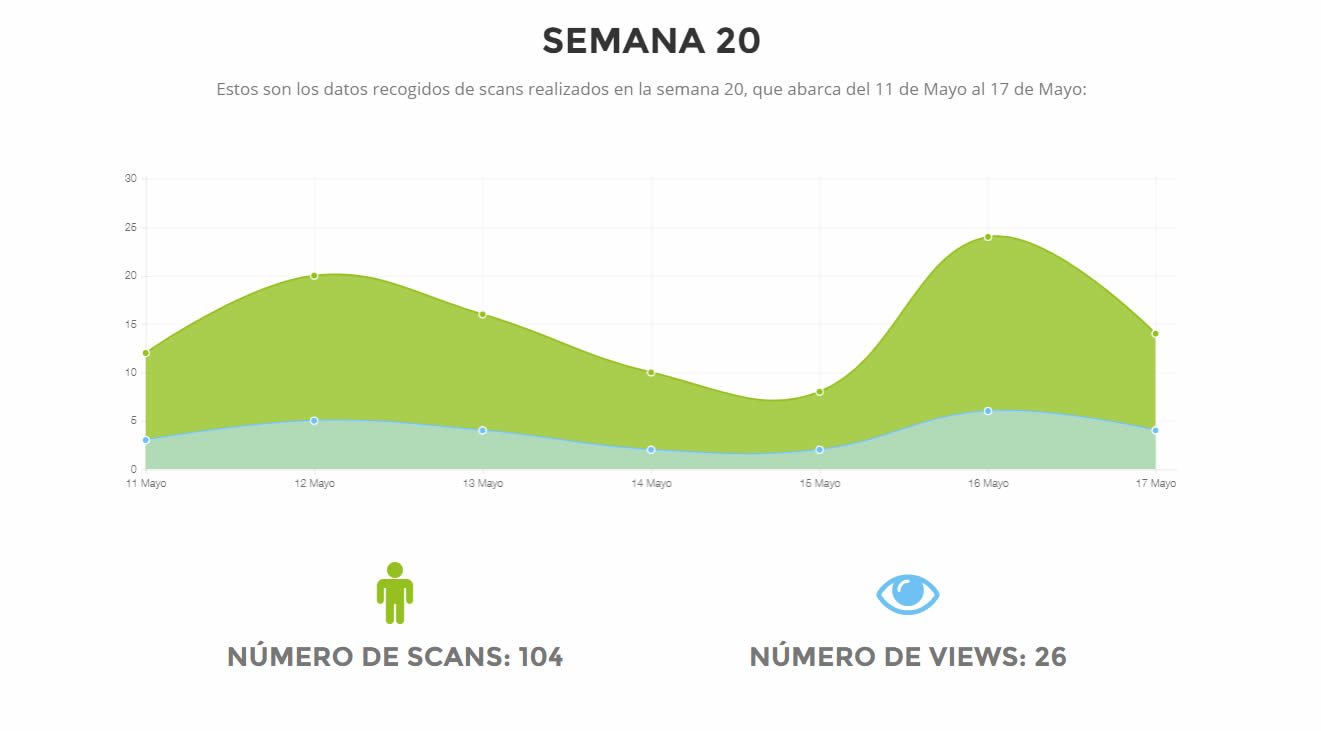 SEMANA 20
Estos son los datos recogidos de scans realizados en la semana 20, que abarca del 11 de Mayo al 17 de Mayo:
30
25
20
15
10
5
0
11 Mayo 12 Mayo 13 Mayo 14 Mayo 15 Mayo 16 Mayo 17 Mayo
NÚMERO DE SCANS: 104 NÚMERO DE VIEWS: 26